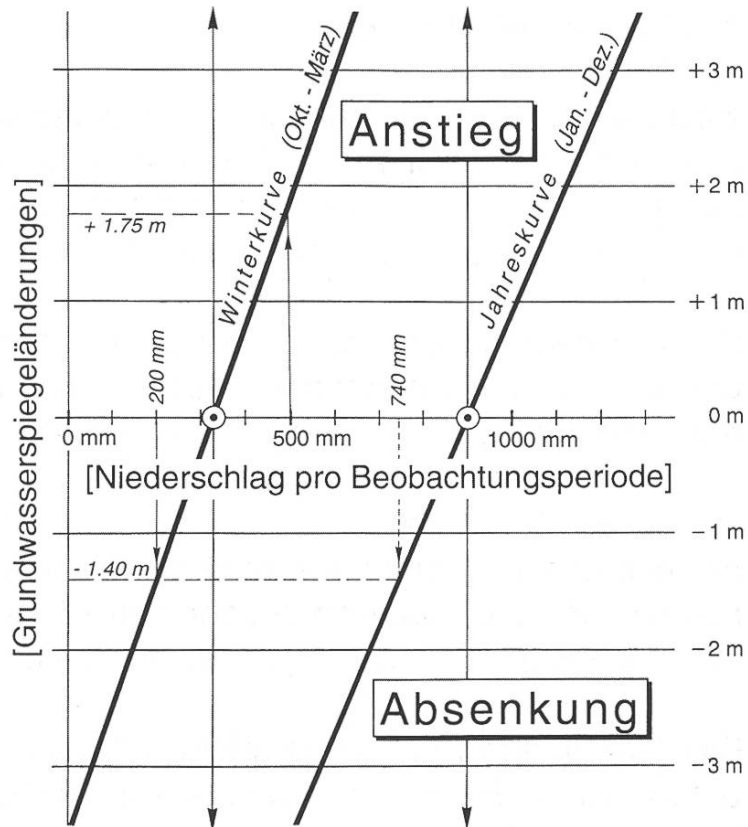 +3 m
Winterkurve (Okt. - März)
Anstieg
Jahreskurve (Jan. - Dez.)
+2 m
+ 1.75 m
+1 m
200 mm
740 mm
0 m
0 mm
500 mm
1000 mm
[Niederschlag pro Beobachtungsperiode]
[Grundwasserspiegeländerungen]
-1 m
- 1.40 m
-2 m
Absenkung
-3 m